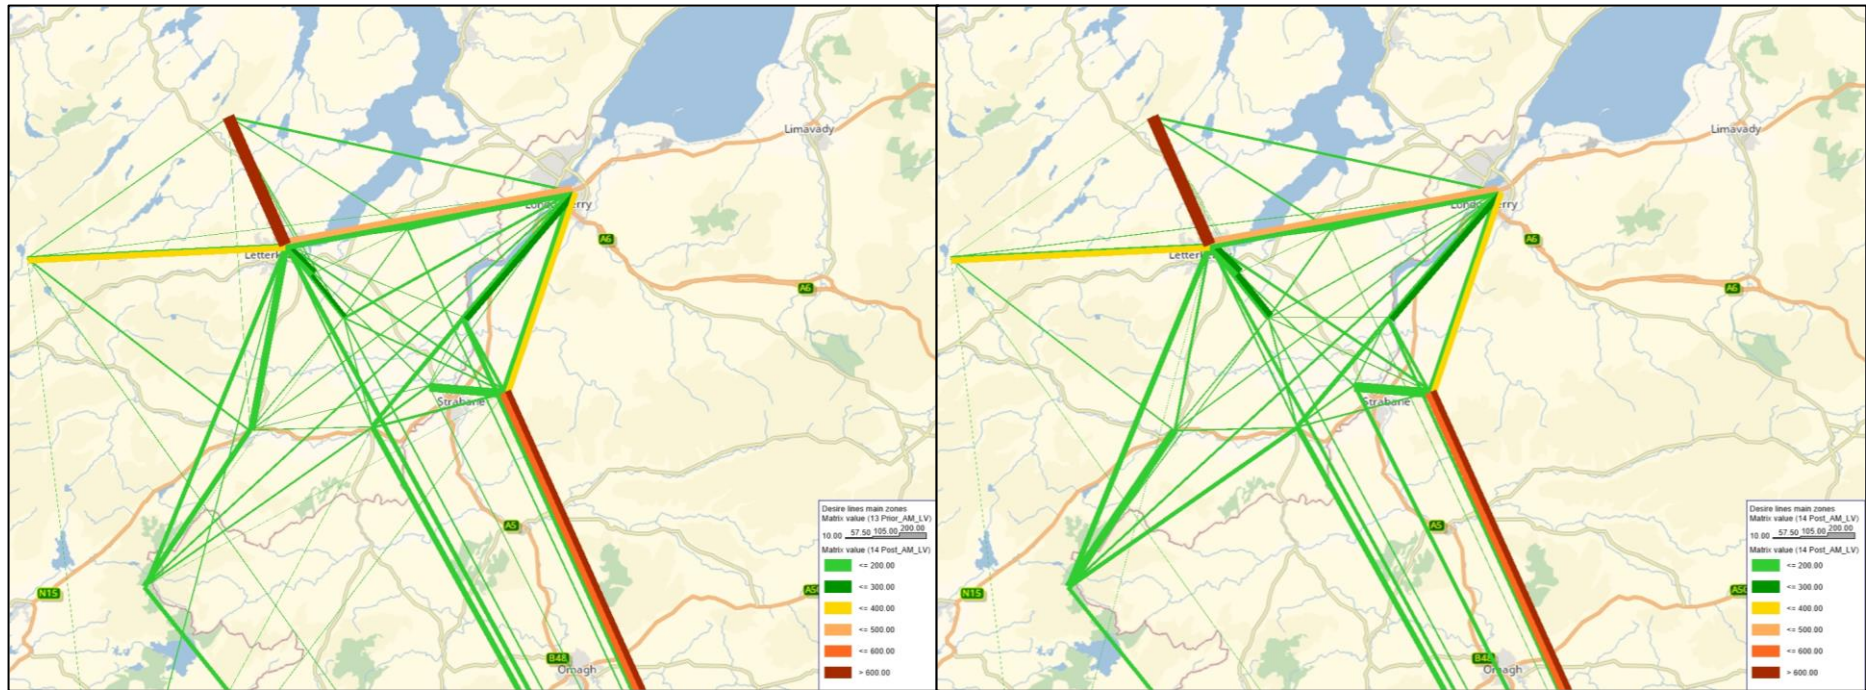 Limavady
Londonderry
A6
Letterk
A6
Strabane
A5
N15
A50
B48
Omagh
Desire lines main zones
Matrix value (13 Prior_AM_LV)
10.00 57.50 105.00 200.00
Matrix value (14 Post_AM_LV)
<= 200.00
<= 300.00
<= 400.00
<= 500.00
<= 600.00
> 600.00
Limavady
A6
Letterk
A6
Strabane
A5
N15
Omagh
Desire lines main zones
Matrix value (14 Post_AM_LV)
10.00 57.50 105.00 200.00
Matrix value (14 Post_AM_LV)
<= 200.00
<= 300.00
<= 400.00
<= 500.00
<= 600.00
> 600.00